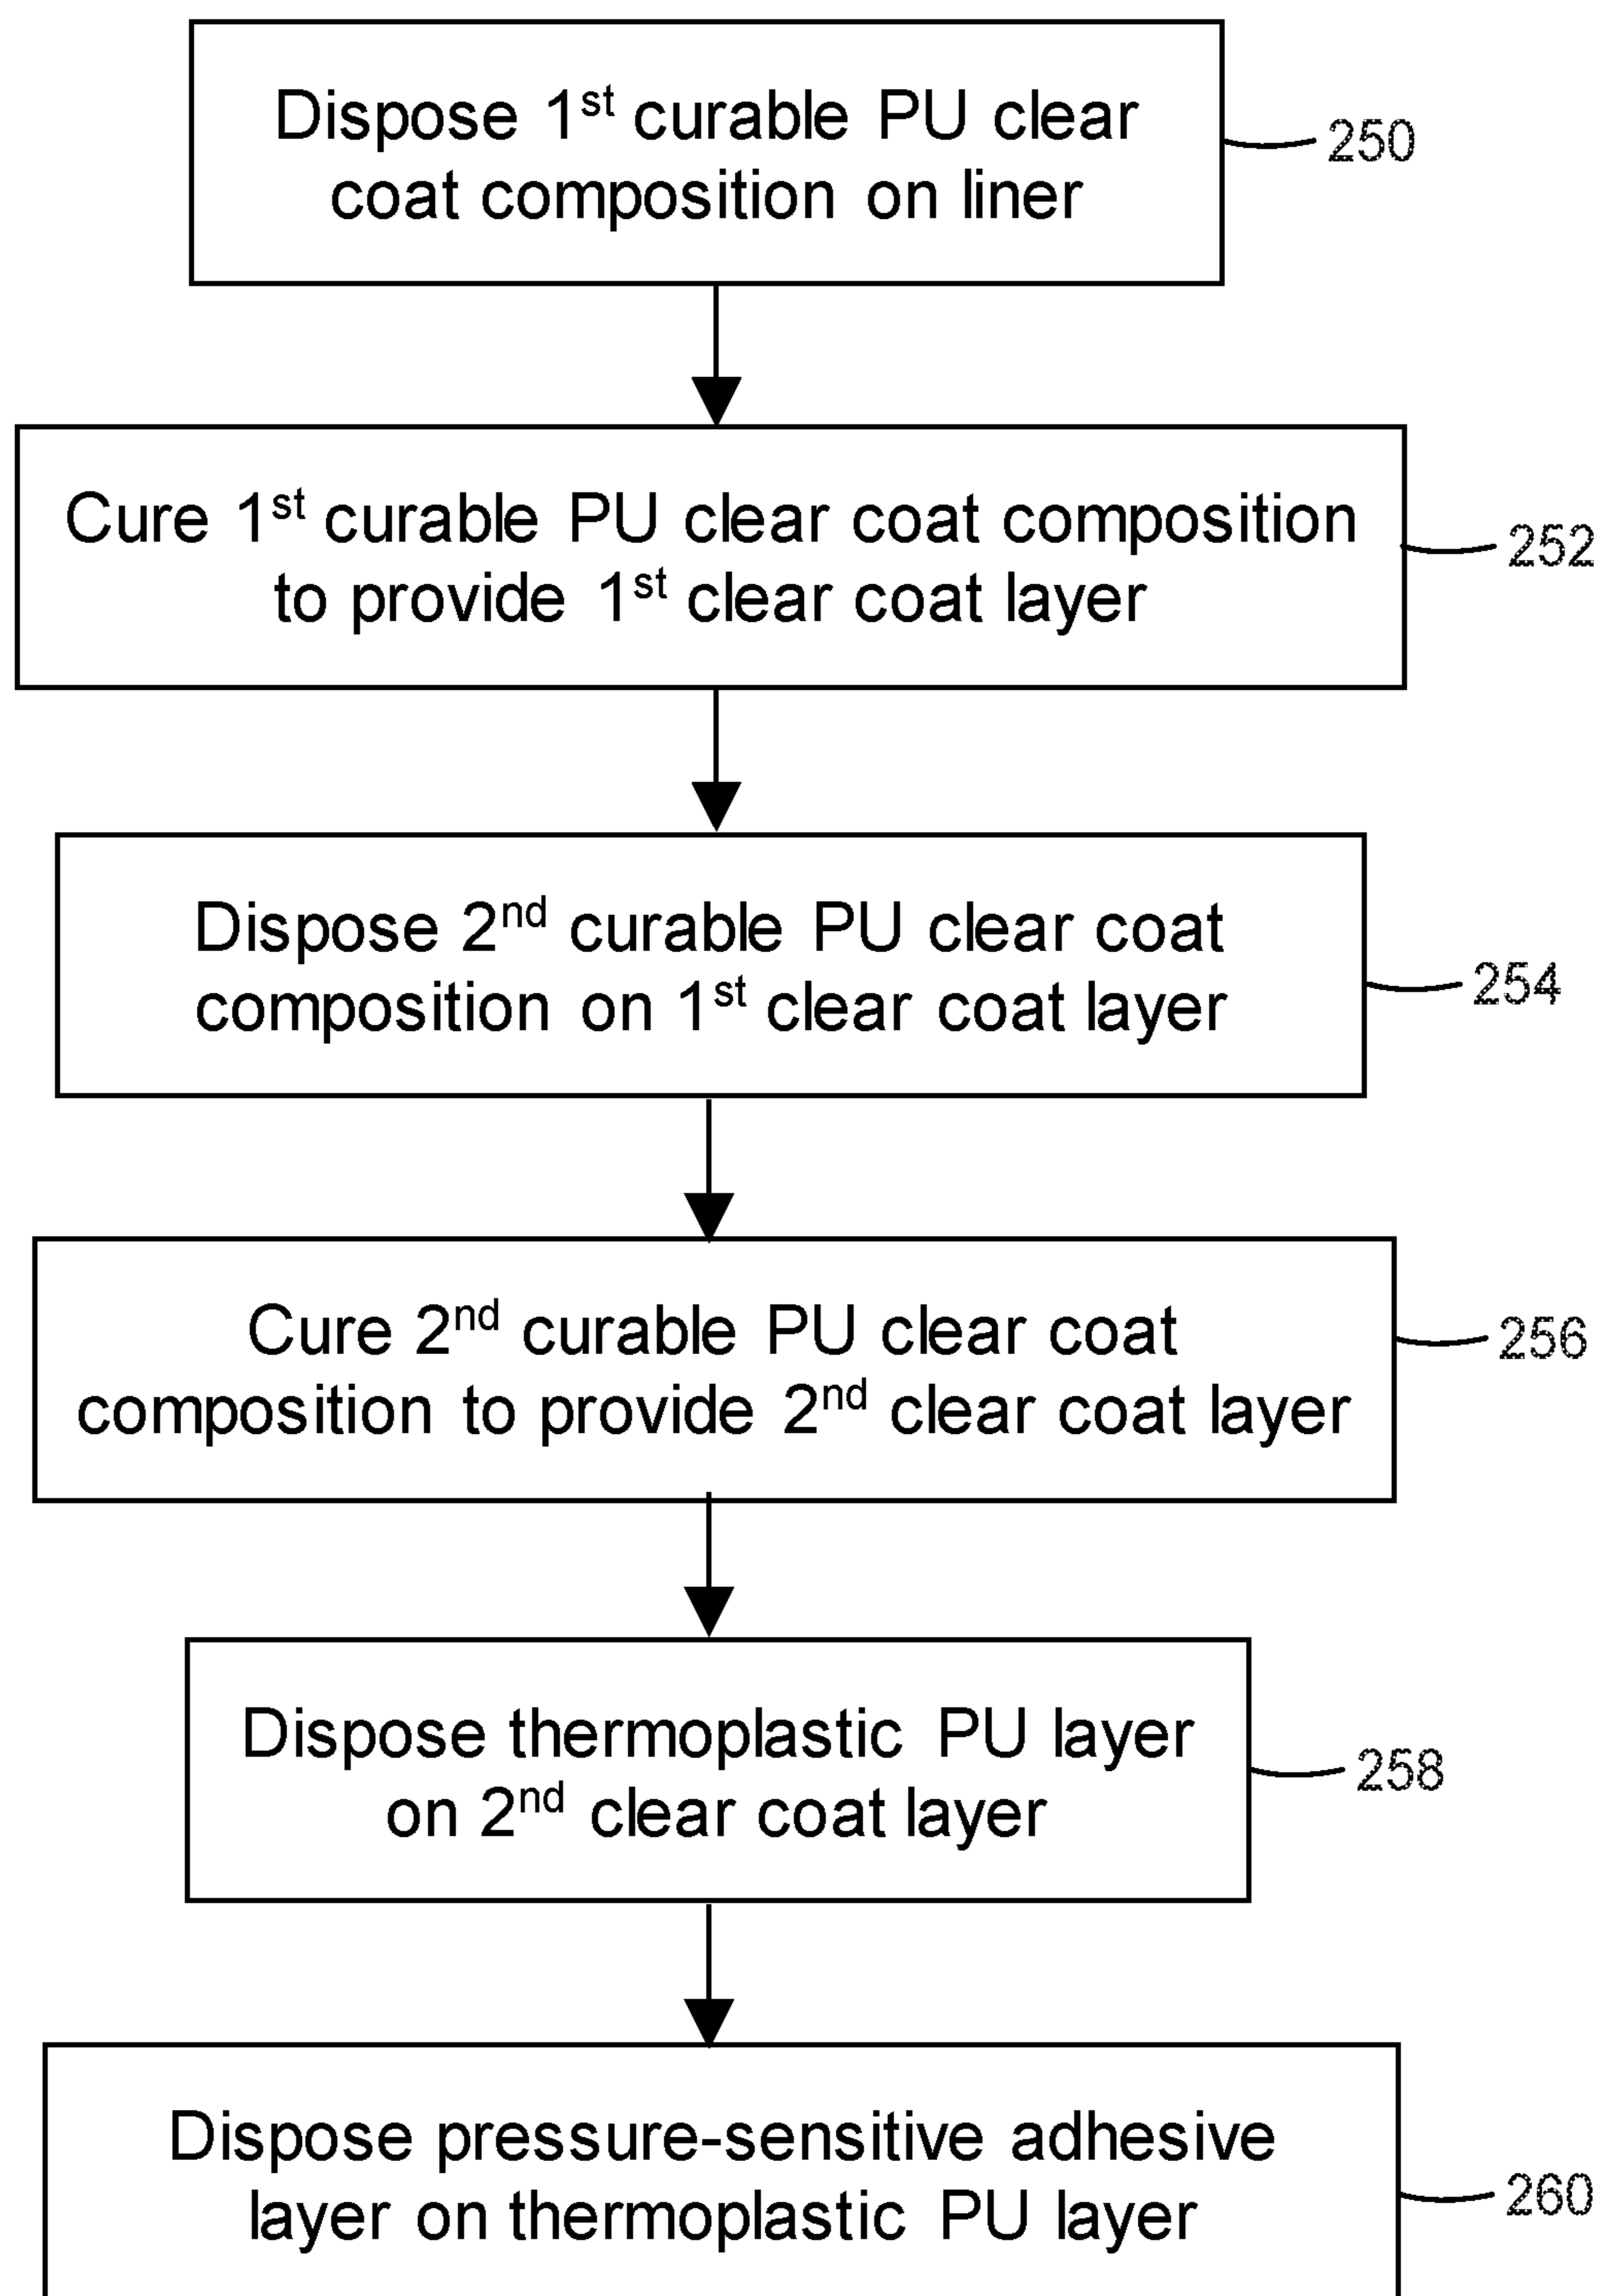 Dispose 1st curable PU clear
coat composition on liner
250
Cure 1st curable PU clear coat composition
to provide 1st clear coat layer
252
Dispose 2nd curable PU clear coat
composition on 1st clear coat layer
254
Cure 2nd curable PU clear coat
composition to provide 2nd clear coat layer
256
Dispose thermoplastic PU layer
on 2nd clear coat layer
258
Dispose pressure-sensitive adhesive
layer on thermoplastic PU layer
260